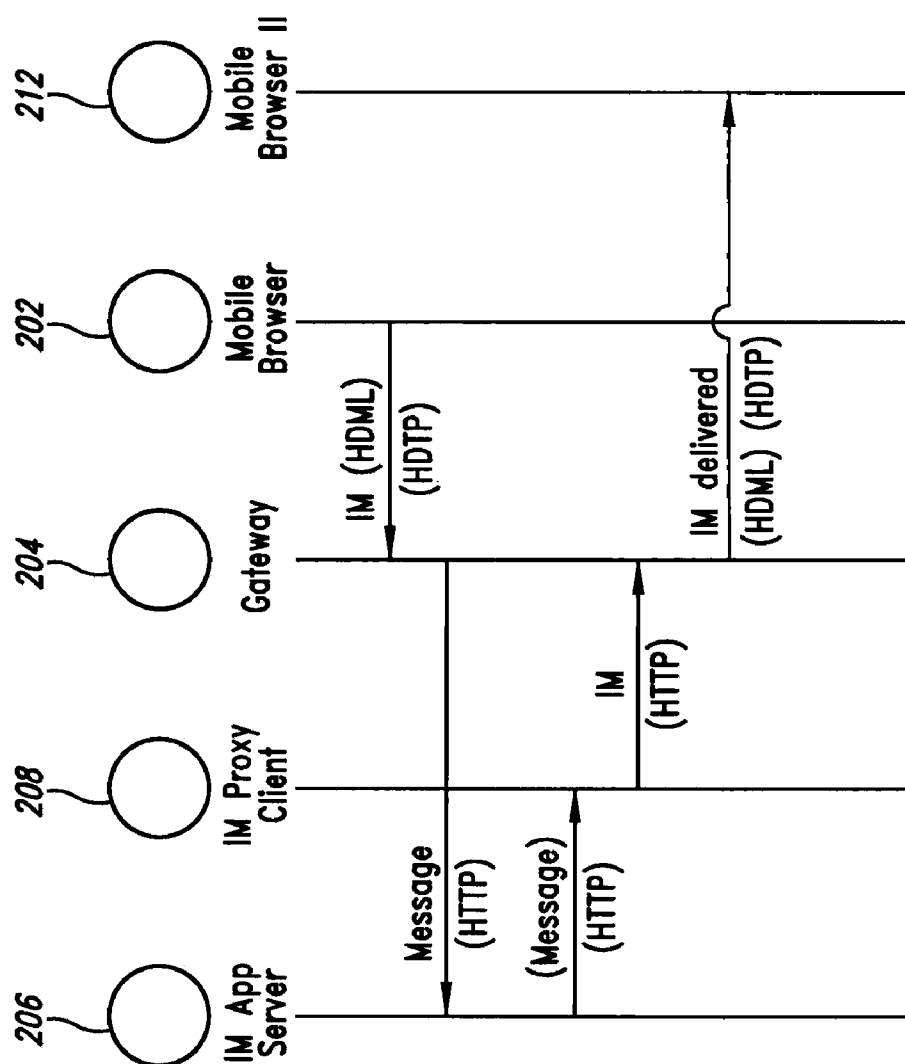 206
IM App
Server
208
IM Proxy
Client
204
Gateway
202
Mobile
Browser
212
Mobile
Browser II
IM (HDML)
(HDTP)
Message
(HTTP)
(Message)
(HTTP)
IM
(HTTP)
IM delivered
(HDML) (HDTP)